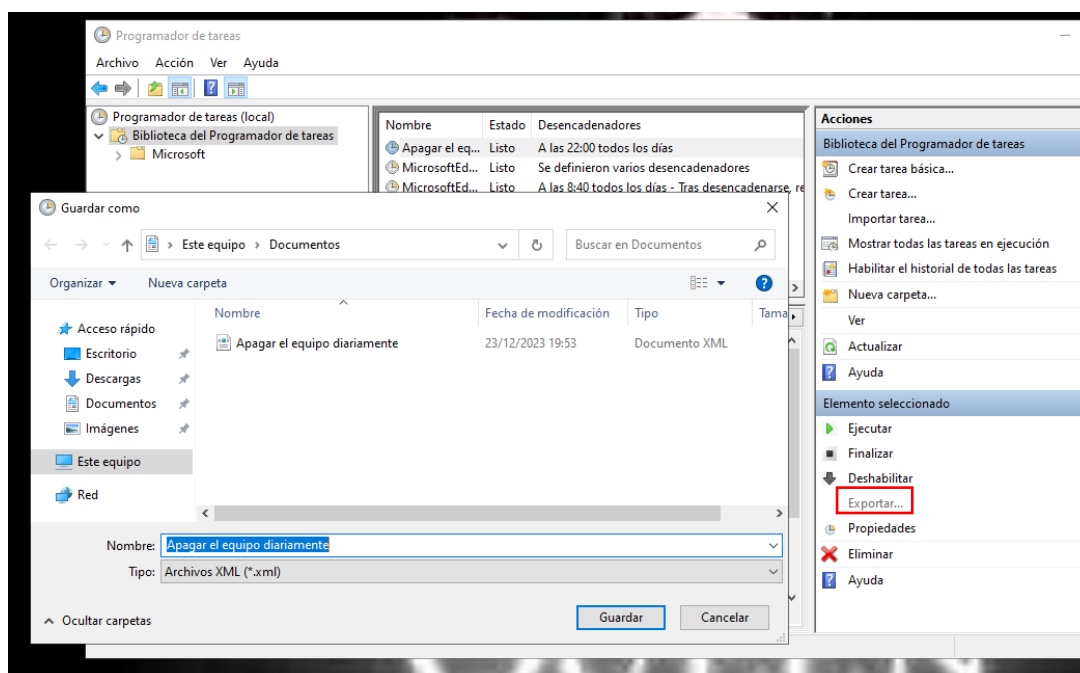 Programador de tareas
Archivo Acción Ver Ayuda
Programador de tareas (local)
Biblioteca del Programador de tareas
Microsoft
Nombre Estado Desencadenadores
Apagar el eq... Listo A las 22:00 todos los días
MicrosoftEd... Listo Se definieron varios desencadenadores
MicrosoftEd... Listo A las 8:40 todos los días - Tras desencadenarse, re
Acciones
Biblioteca del Programador de tareas
Crear tarea básica...
Crear tarea...
Importar tarea...
Mostrar todas las tareas en ejecución
Habilitar el historial de todas las tareas
Nueva carpeta...
Ver
Actualizar
Ayuda
Elemento seleccionado
Ejecutar
Finalizar
Deshabilitar
Exportar...
Propiedades
Eliminar
Ayuda
Guardar como
Este equipo > Documentos
Buscar en Documentos
Organizar Nueva carpeta
Nombre Fecha de modificación Tipo Tama
Apagar el equipo diariamente 23/12/2023 19:53 Documento XML
Acceso rápido
Escritorio
Descargas
Documentos
Imágenes
Este equipo
Red
Nombre: Apagar el equipo diariamente
Tipo: Archivos XML (*.xml)
Ocultar carpetas
Guardar Cancelar